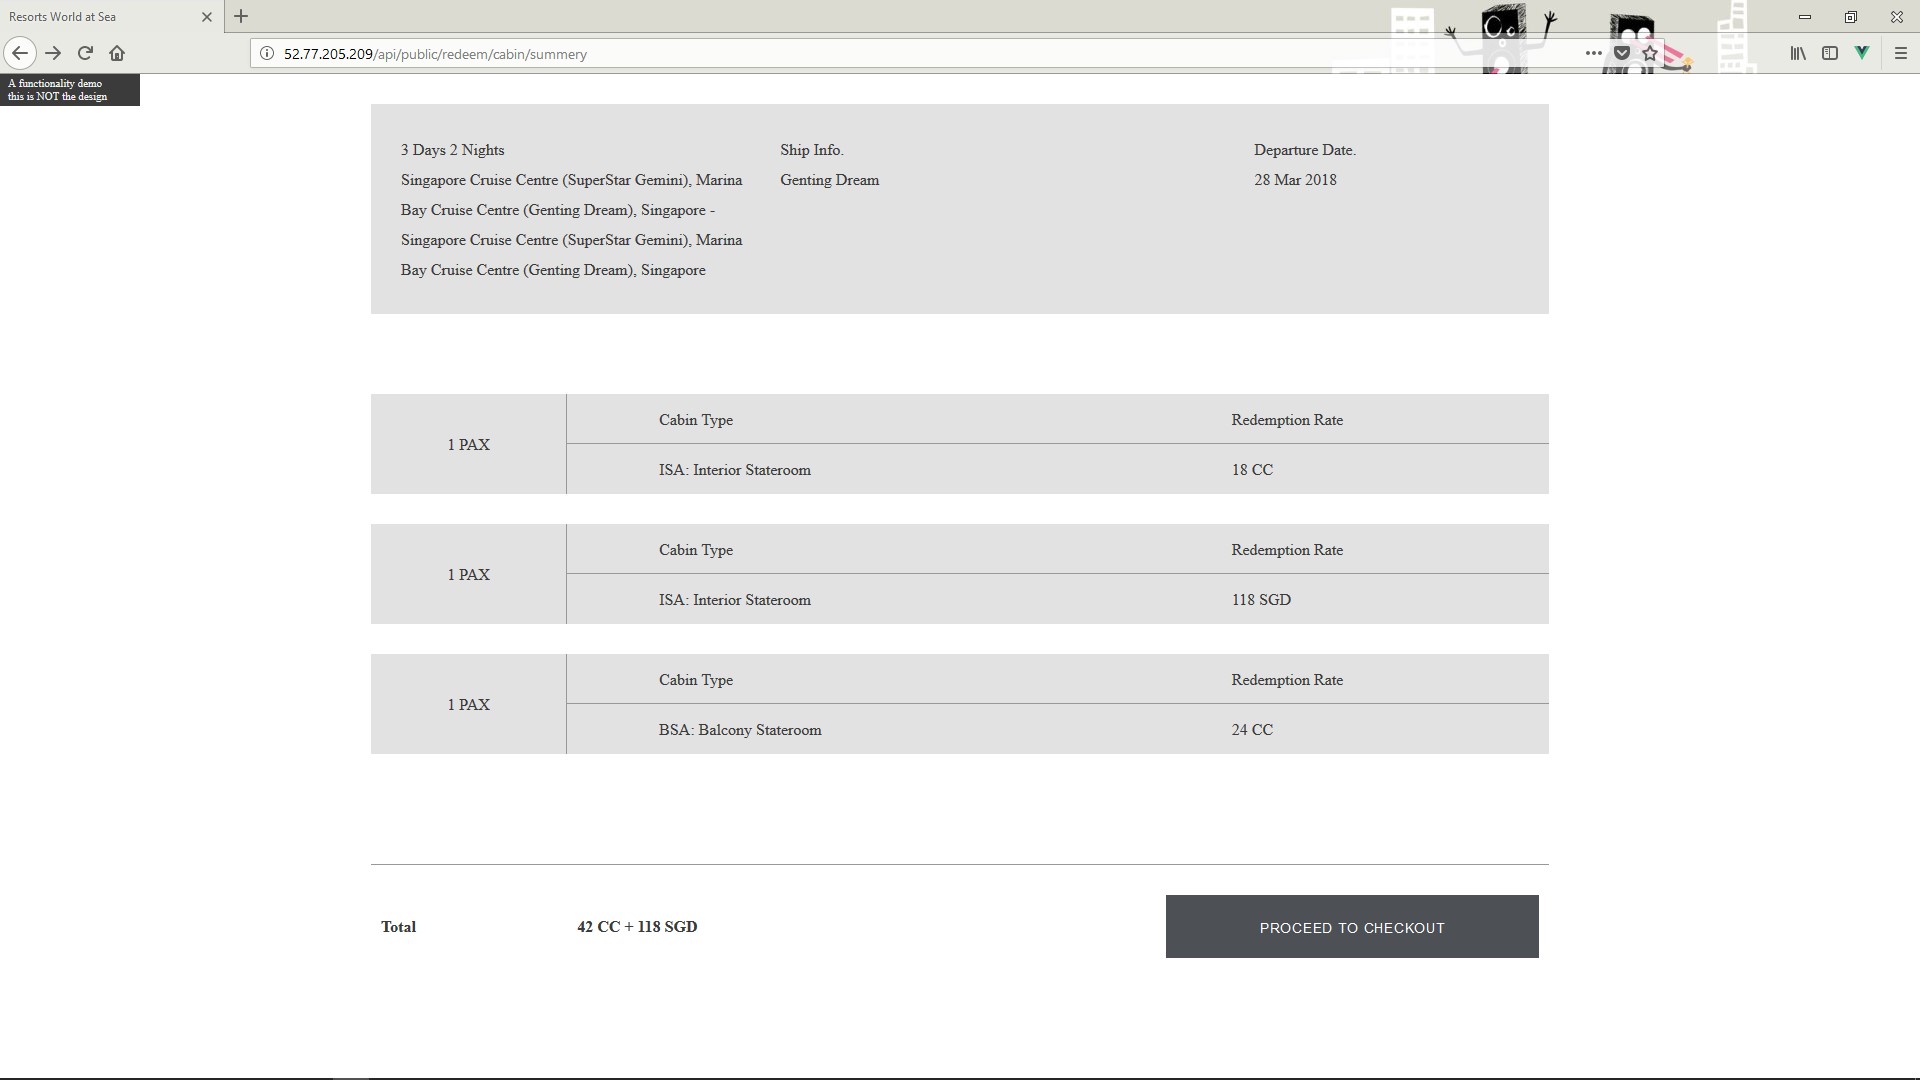 Resorts World at Sea
52.77.205.209/api/public/redeem/cabin/summery
A functionality demo
this is NOT the design
3 Days 2 Nights
Singapore Cruise Centre (SuperStar Gemini), Marina
Bay Cruise Centre (Genting Dream), Singapore -
Singapore Cruise Centre (SuperStar Gemini), Marina
Bay Cruise Centre (Genting Dream), Singapore
Ship Info.
Genting Dream
Departure Date.
28 Mar 2018
1 PAX
Cabin Type
Redemption Rate
ISA: Interior Stateroom
18 CC
1 PAX
Cabin Type
Redemption Rate
ISA: Interior Stateroom
118 SGD
1 PAX
Cabin Type
Redemption Rate
BSA: Balcony Stateroom
24 CC
Total
42 CC + 118 SGD
PROCEED TO CHECKOUT